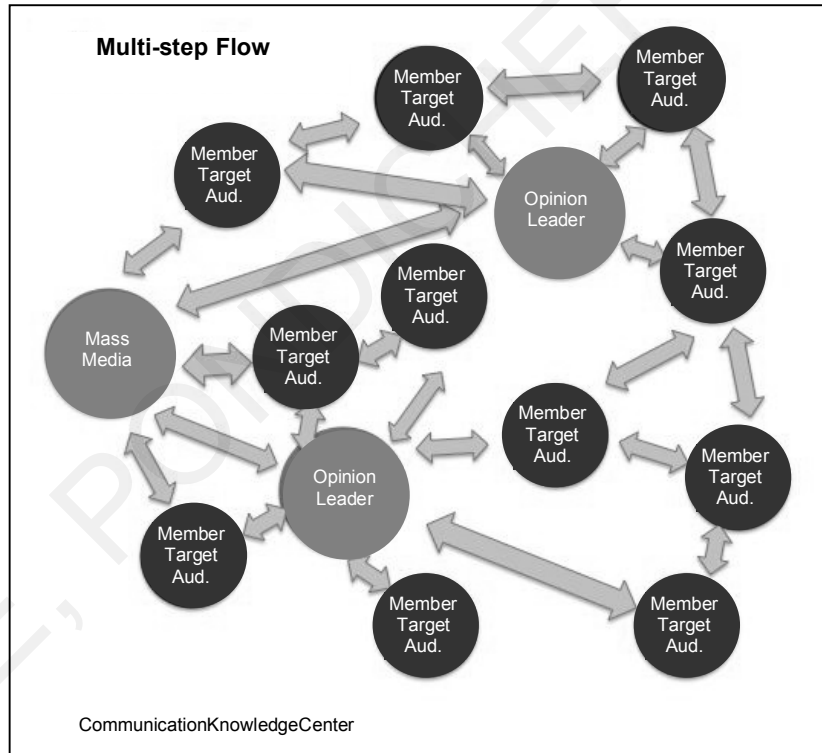 Multi-step Flow
Member
Target
Aud.
Member
Target
Aud.
Member
Target
Aud.
Opinion
Leader
Member
Target
Aud.
Member
Target
Aud.
Mass
Media
Member
Target
Aud.
Member
Target
Aud.
Opinion
Leader
Member
Target
Aud.
Member
Target
Aud.
Member
Target
Aud.
Member
Target
Aud.
CommunicationKnowledgeCenter